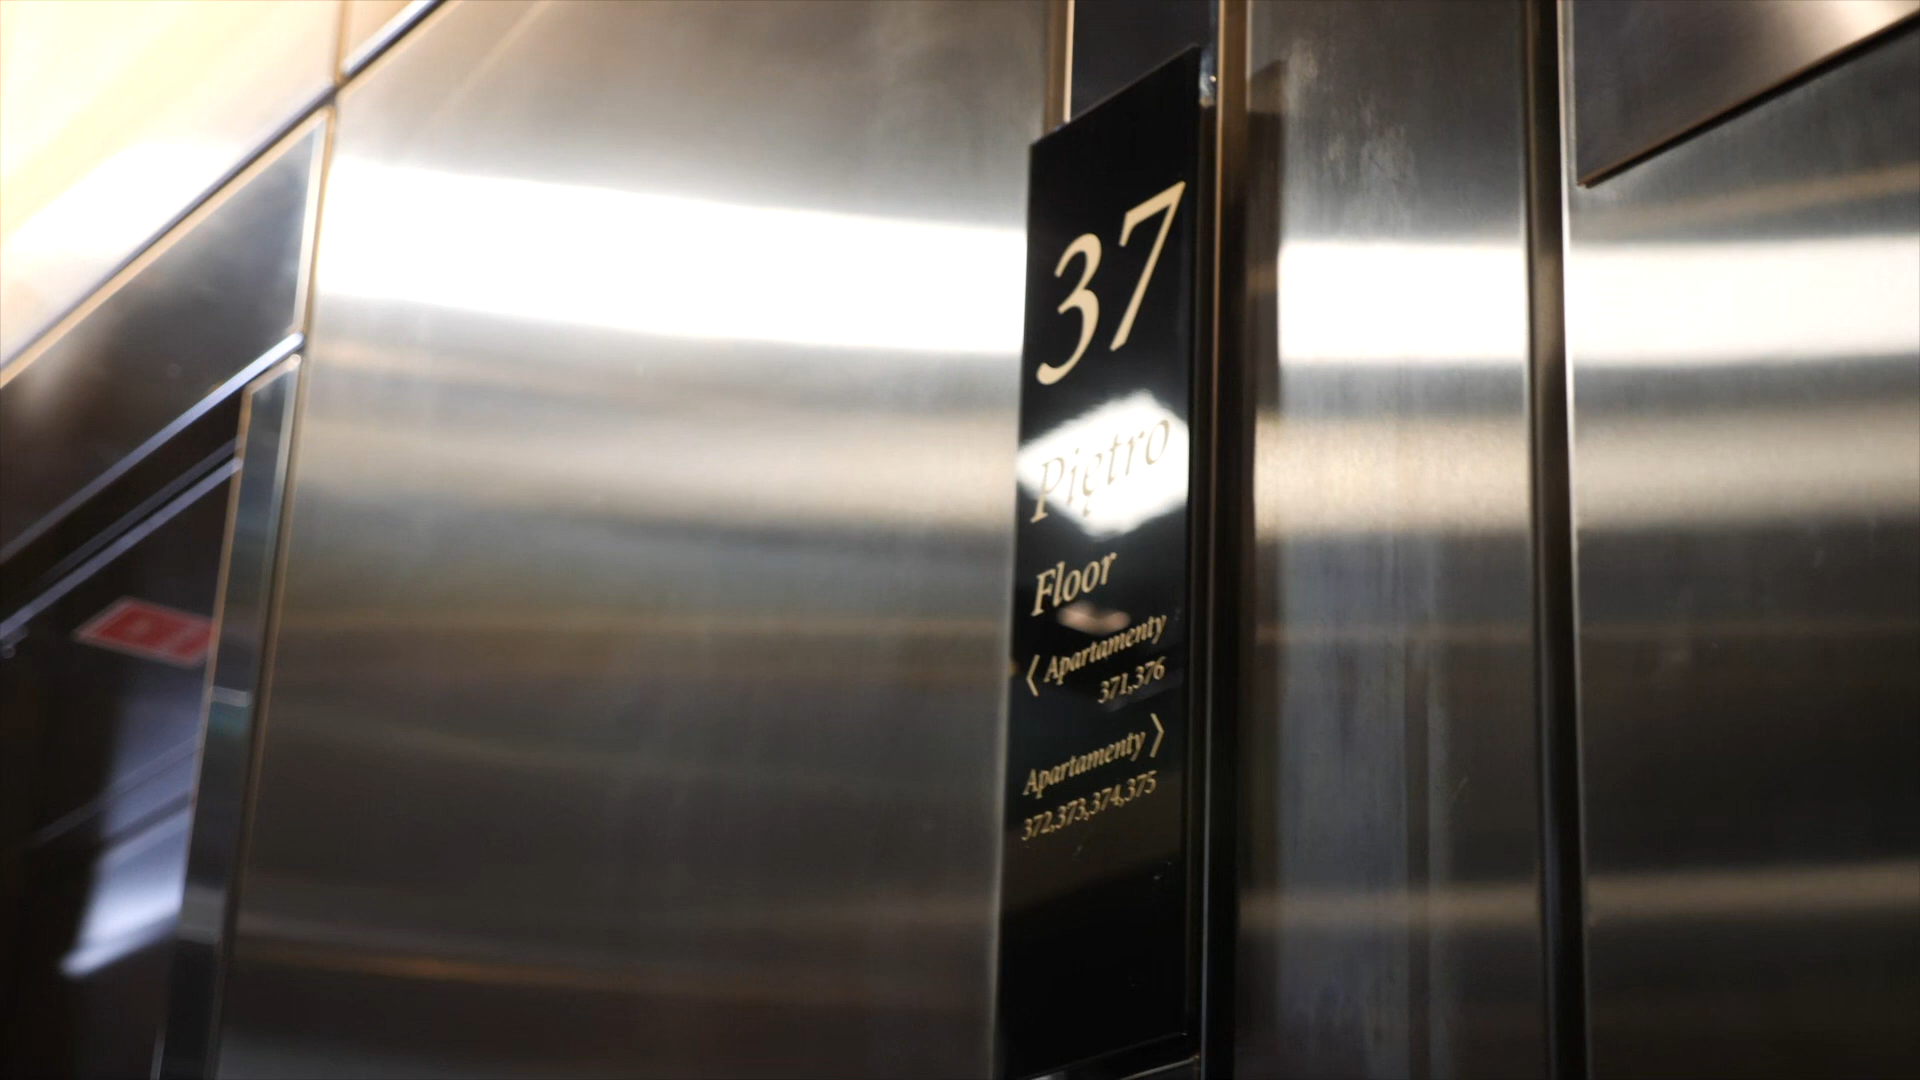 37
Piętro
Floor
〈 Apartamenty
371,376
Apartamenty 〉
372,373,374,375